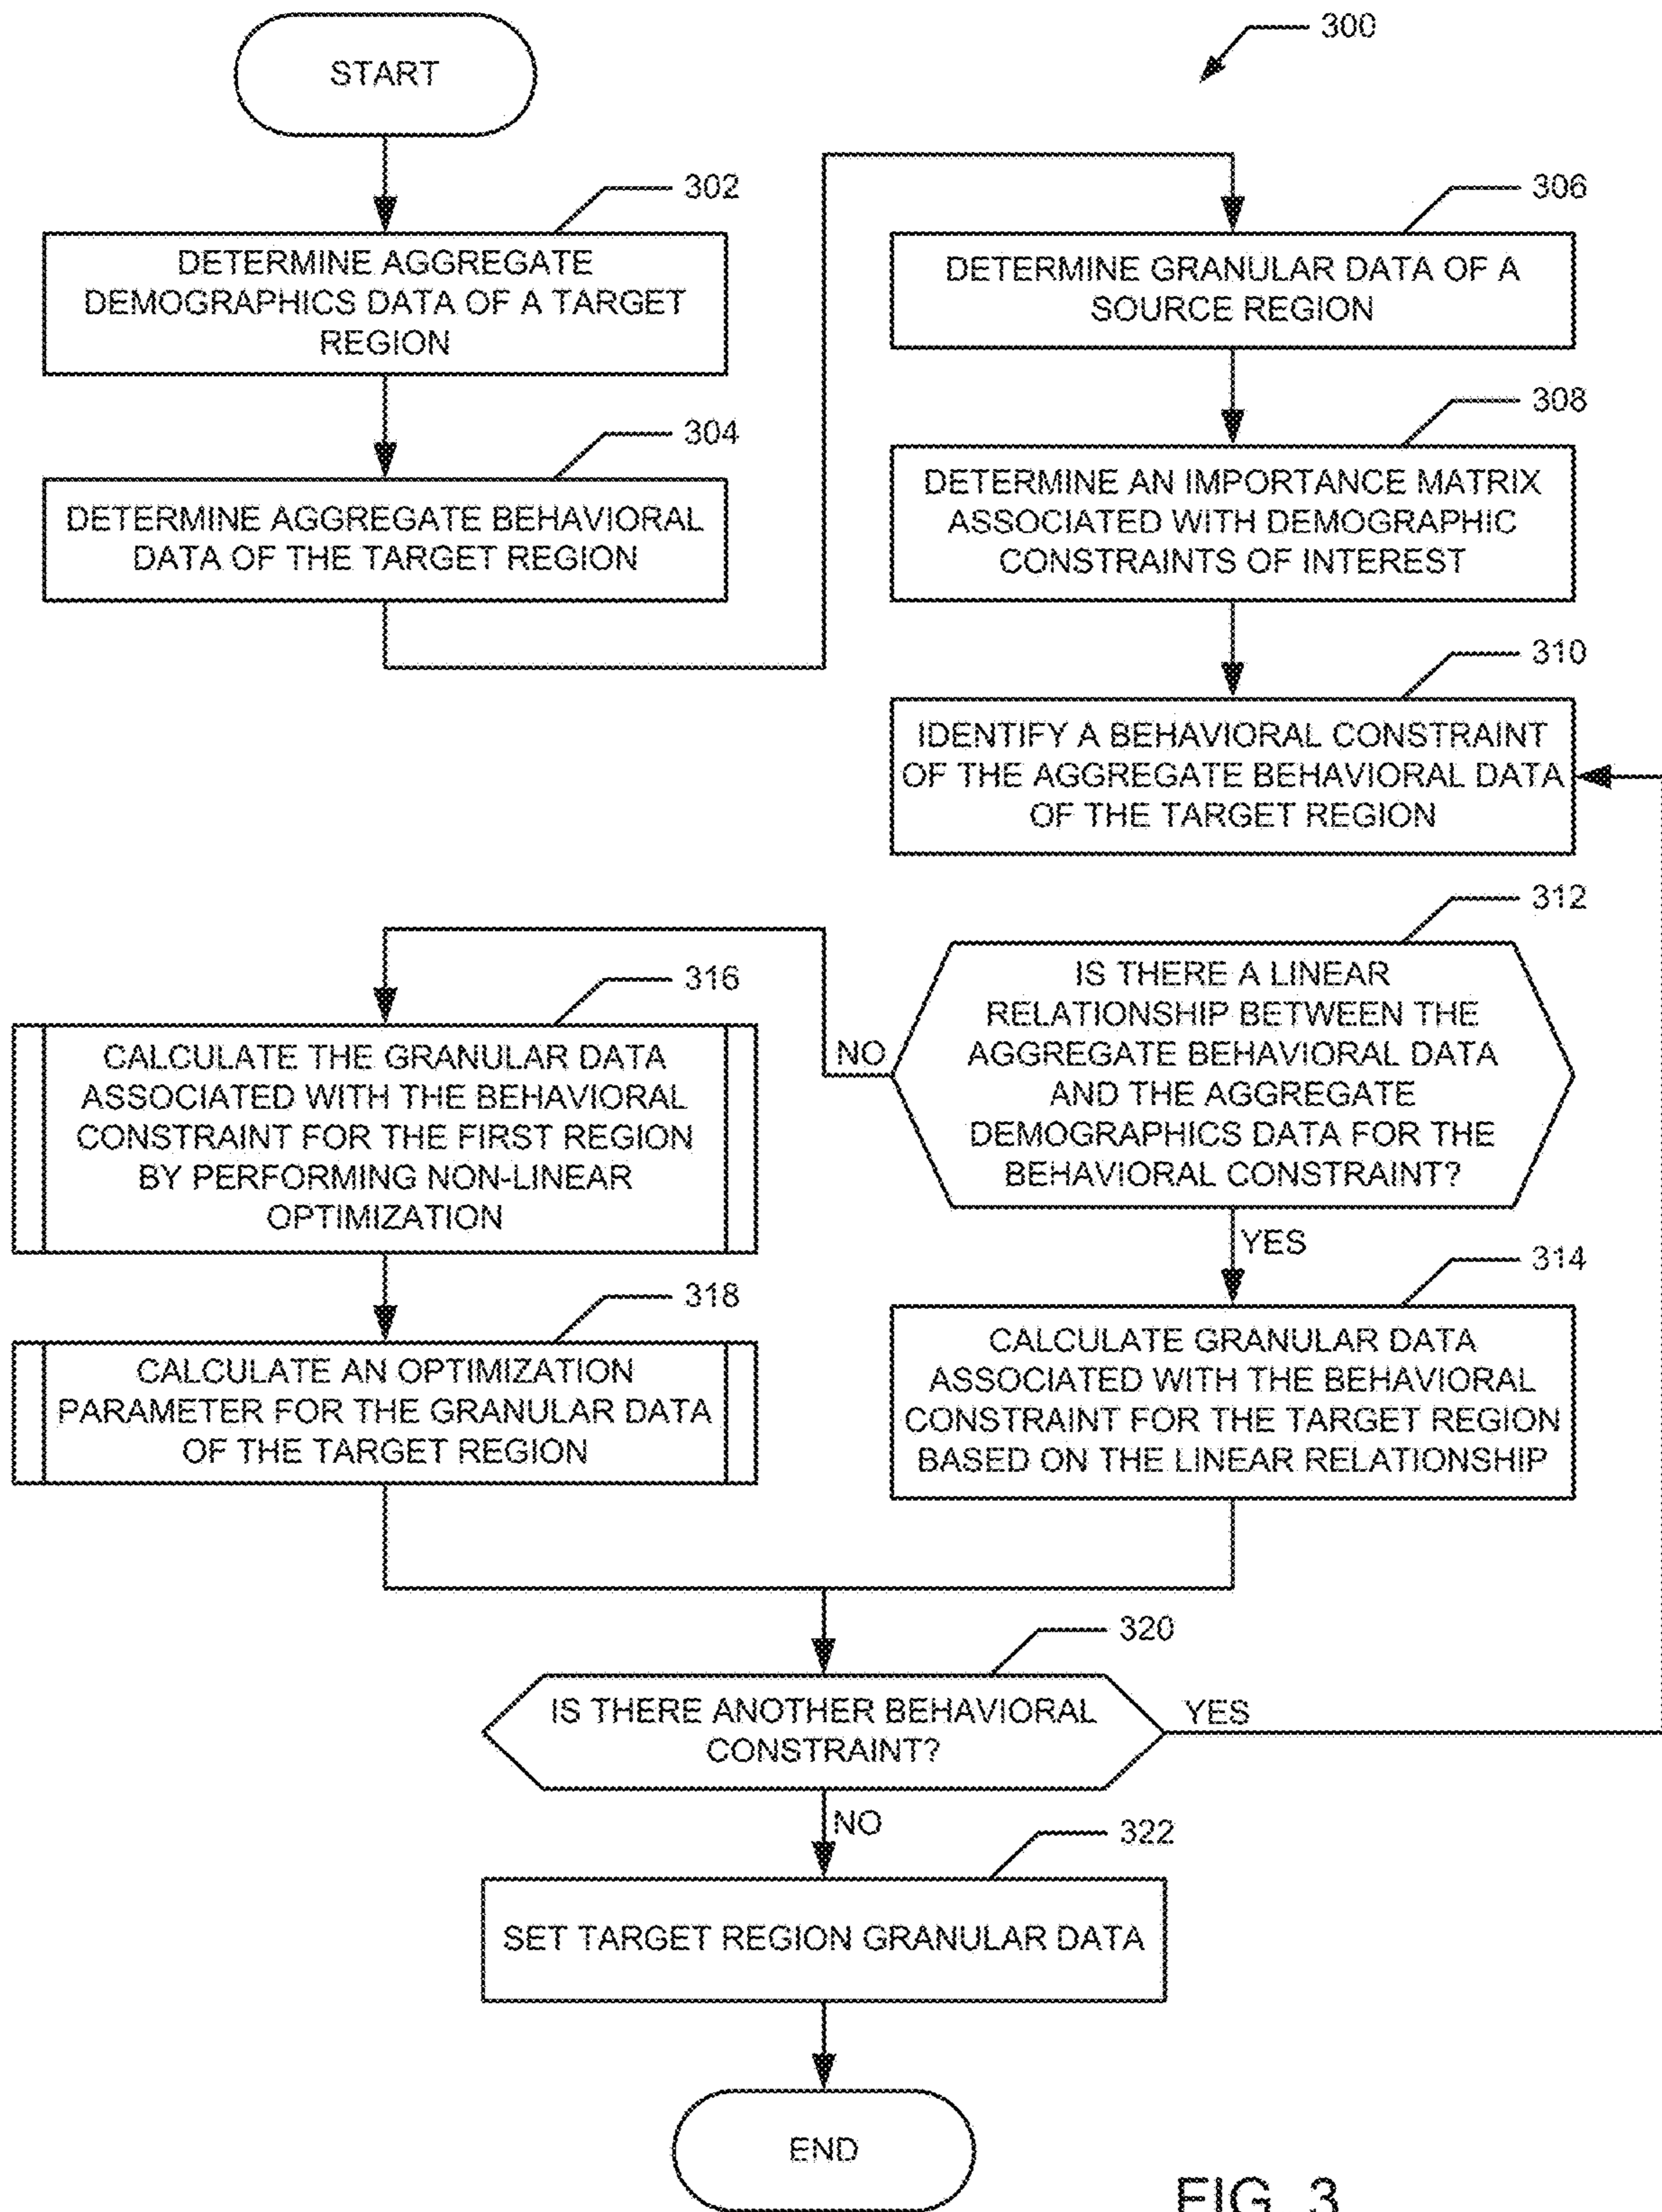 300
START
302
DETERMINE AGGREGATE
DEMOGRAPHICS DATA OF A TARGET
REGION
304
DETERMINE AGGREGATE BEHAVIORAL
DATA OF THE TARGET REGION
306
DETERMINE GRANULAR DATA OF A
SOURCE REGION
308
DETERMINE AN IMPORTANCE MATRIX
ASSOCIATED WITH DEMOGRAPHIC
CONSTRAINTS OF INTEREST
310
IDENTIFY A BEHAVIORAL CONSTRAINT
OF THE AGGREGATE BEHAVIORAL DATA
OF THE TARGET REGION
312
IS THERE A LINEAR
RELATIONSHIP BETWEEN THE
AGGREGATE BEHAVIORAL DATA
AND THE AGGREGATE
DEMOGRAPHICS DATA FOR THE
BEHAVIORAL CONSTRAINT?
NO
YES
316
CALCULATE THE GRANULAR DATA
ASSOCIATED WITH THE BEHAVIORAL
CONSTRAINT FOR THE FIRST REGION
BY PERFORMING NON-LINEAR
OPTIMIZATION
318
CALCULATE AN OPTIMIZATION
PARAMETER FOR THE GRANULAR DATA
OF THE TARGET REGION
314
CALCULATE GRANULAR DATA
ASSOCIATED WITH THE BEHAVIORAL
CONSTRAINT FOR THE TARGET REGION
BASED ON THE LINEAR RELATIONSHIP
320
IS THERE ANOTHER BEHAVIORAL
CONSTRAINT?
YES
NO
322
SET TARGET REGION GRANULAR DATA
END
FIG. 3